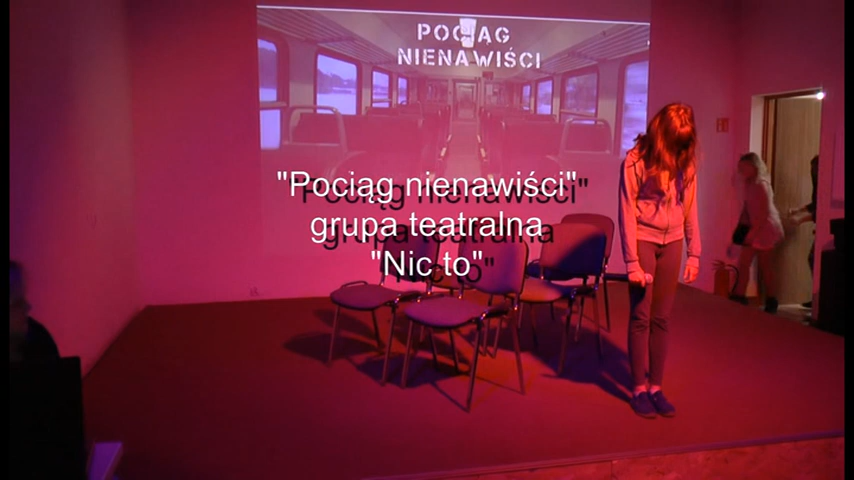 POCIĄG
NIENAWIŚCI
"Pociąg nienawiści"
grupa teatralna
"Nic to"